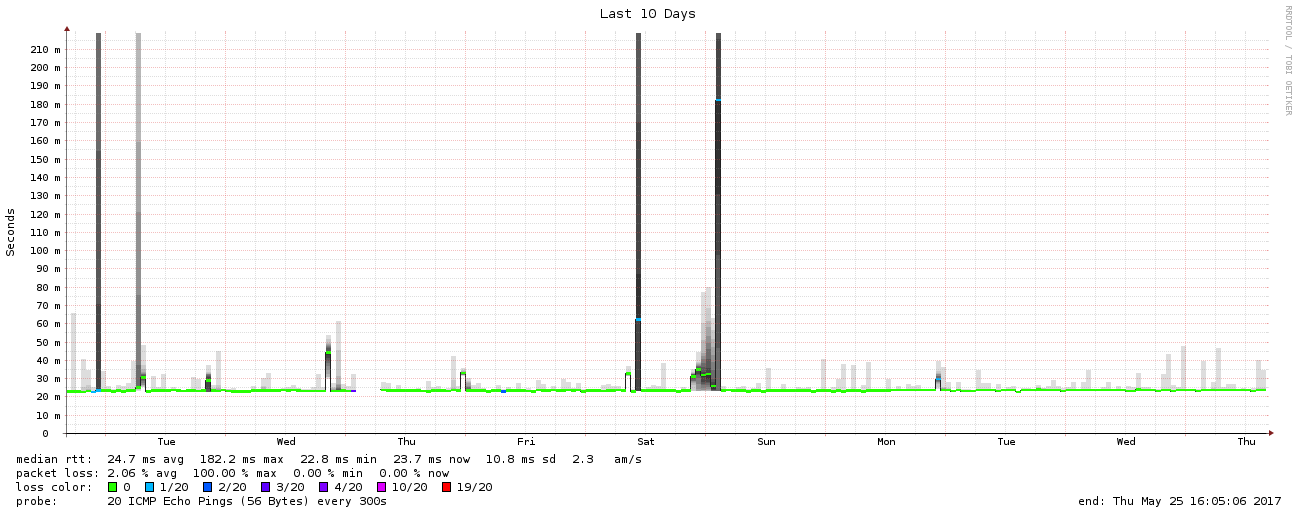 Last 10 Days
RRDTOOL / TOBI OETIKER
Seconds
210 m
200 m
190 m
180 m
170 m
160 m
150 m
140 m
130 m
120 m
110 m
100 m
90 m
80 m
70 m
60 m
50 m
40 m
30 m
20 m
10 m
0
Tue Wed Thu Fri Sat Sun Mon Tue Wed Thu
median rtt: 24.7 ms avg 182.2 ms max 22.8 ms min 23.7 ms now 10.8 ms sd 2.3 am/s
packet loss: 2.06 % avg 100.00 % max 0.00 % min 0.00 % now
loss color: 0 1/20 2/20 3/20 4/20 10/20 19/20
probe: 20 ICMP Echo Pings (56 Bytes) every 300s end: Thu May 25 16:05:06 2017